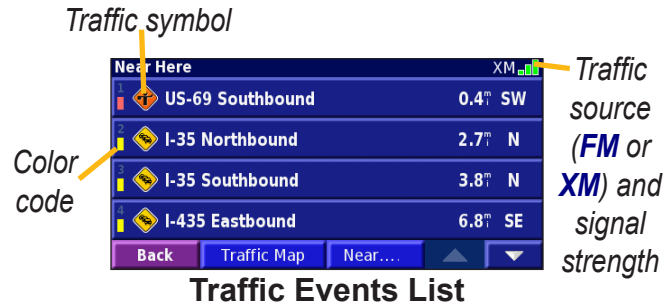 Traffic symbol
Near Here XM
1 US-69 Southbound 0.4mi SW
2 I-35 Northbound 2.7mi N
3 I-35 Southbound 3.8mi N
4 I-435 Eastbound 6.8mi SE
Back Traffic Map Near....
Color
code
Traffic
source
(FM or
XM) and
signal
strength
Traffic Events List